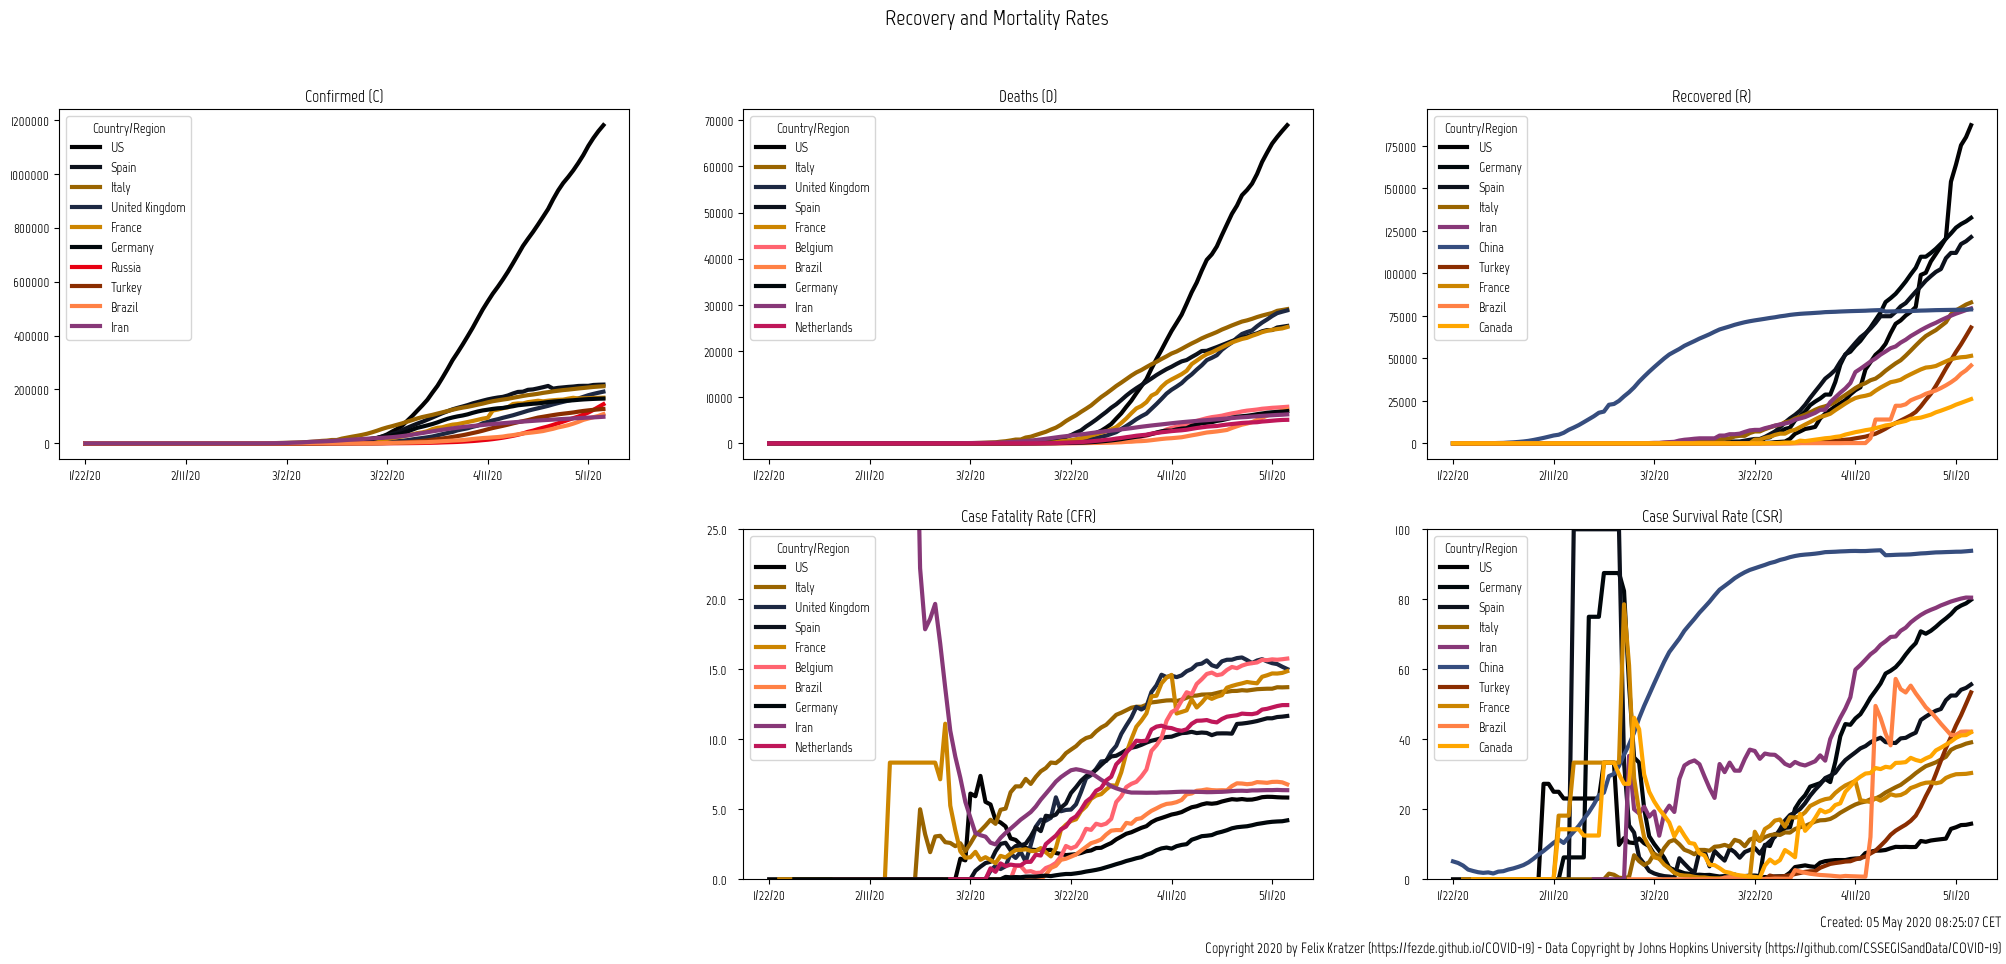 Recovery and Mortality Rates
Confirmed (C)
1200000
1000000
800000
600000
400000
200000
0
Country/Region
US
Spain
Italy
United Kingdom
France
Germany
Russia
Turkey
Brazil
Iran
1/22/20 2/11/20 3/2/20 3/22/20 4/11/20 5/1/20
Deaths (D)
70000
60000
50000
40000
30000
20000
10000
0
Country/Region
US
Italy
United Kingdom
Spain
France
Belgium
Brazil
Germany
Iran
Netherlands
1/22/20 2/11/20 3/2/20 3/22/20 4/11/20 5/1/20
Recovered (R)
175000
150000
125000
100000
75000
50000
25000
0
Country/Region
US
Germany
Spain
Italy
Iran
China
Turkey
France
Brazil
Canada
1/22/20 2/11/20 3/2/20 3/22/20 4/11/20 5/1/20
Case Fatality Rate (CFR)
25.0
20.0
15.0
10.0
5.0
0.0
Country/Region
US
Italy
United Kingdom
Spain
France
Belgium
Brazil
Germany
Iran
Netherlands
1/22/20 2/11/20 3/2/20 3/22/20 4/11/20 5/1/20
Case Survival Rate (CSR)
100
80
60
40
20
0
Country/Region
US
Germany
Spain
Italy
Iran
China
Turkey
France
Brazil
Canada
1/22/20 2/11/20 3/2/20 3/22/20 4/11/20 5/1/20
Created: 05 May 2020 08:25:07 CET
Copyright 2020 by Felix Kratzer (https://fezde.github.io/COVID-19) - Data Copyright by Johns Hopkins University (https://github.com/CSSEGISandData/COVID-19)